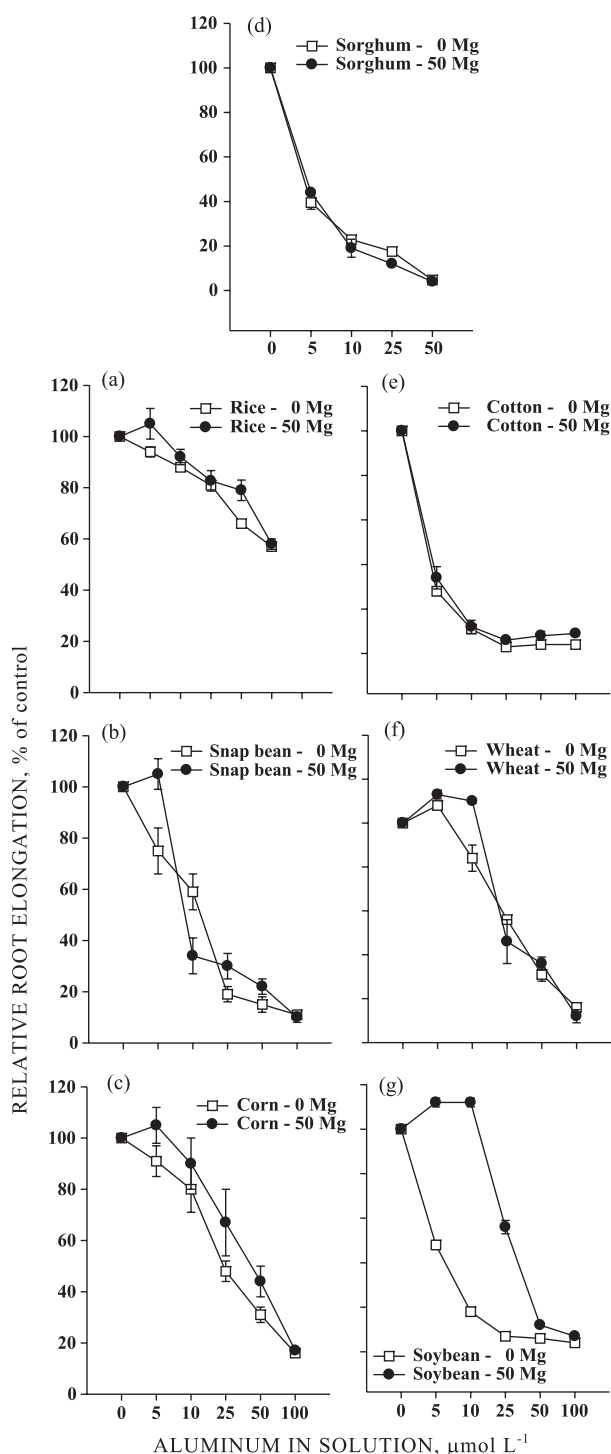 (d)
Sorghum - 0 Mg
Sorghum - 50 Mg
120
100
80
60
40
20
0
0 5 10 25 50
(a)
Rice - 0 Mg
Rice - 50 Mg
120
100
80
60
40
20
0
(e)
Cotton - 0 Mg
Cotton - 50 Mg
(b)
Snap bean - 0 Mg
Snap bean - 50 Mg
120
100
80
60
40
20
0
(f)
Wheat - 0 Mg
Wheat - 50 Mg
(c)
Corn - 0 Mg
Corn - 50 Mg
120
100
80
60
40
20
0
0 5 10 25 50 100
(g)
Soybean - 0 Mg
Soybean - 50 Mg
0 5 10 25 50 100
RELATIVE ROOT ELONGATION, % of control
ALUMINUM IN SOLUTION, µmol L⁻¹